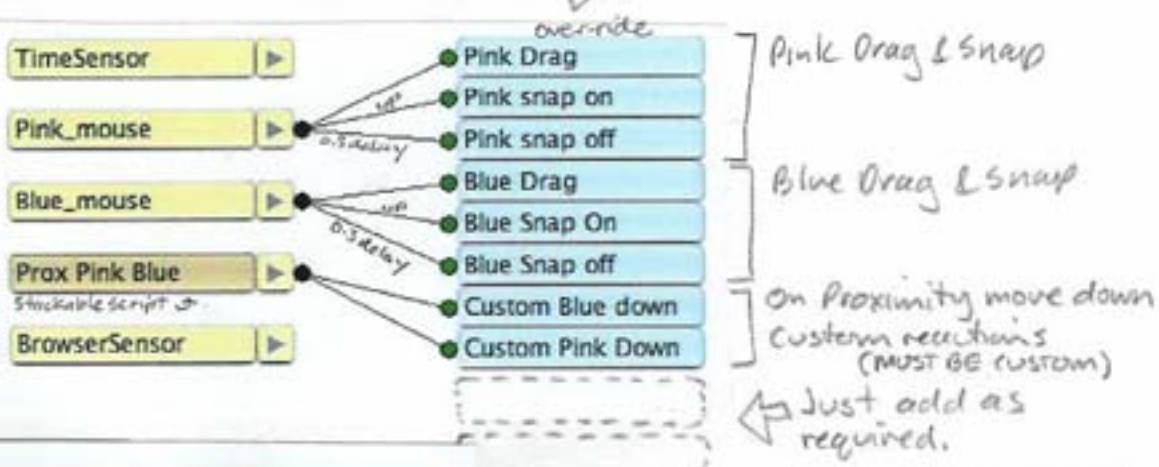 over-ride
TimeSensor
Pink Drag
Pink Drag & Snap
up
Pink snap on
Pink_mouse
0.5 delay
Pink snap off
Blue Drag
Blue Drag & Snap
Blue_mouse
up
Blue Snap On
0.5 delay
Blue Snap off
Prox Pink Blue
Stackable script
Custom Blue down
On Proximity move down
BrowserSensor
Custom Pink Down
Custom reactions
(MUST BE CUSTOM)
Just add as
required.